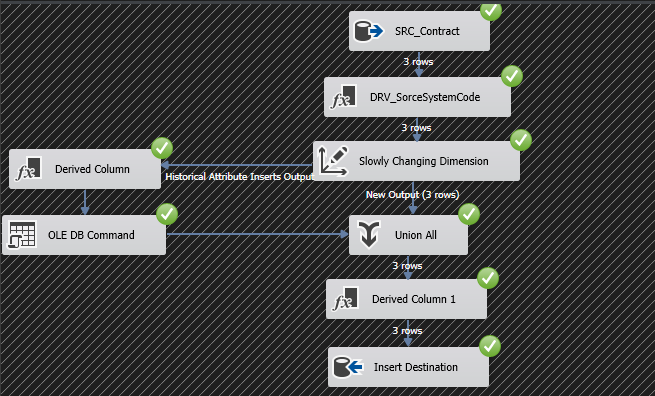 SRC_Contract
3 rows
DRV_SorceSystemCode
3 rows
Slowly Changing Dimension
Derived Column
Historical Attribute Inserts Output
New Output (3 rows)
OLE DB Command
Union All
3 rows
Derived Column 1
3 rows
Insert Destination